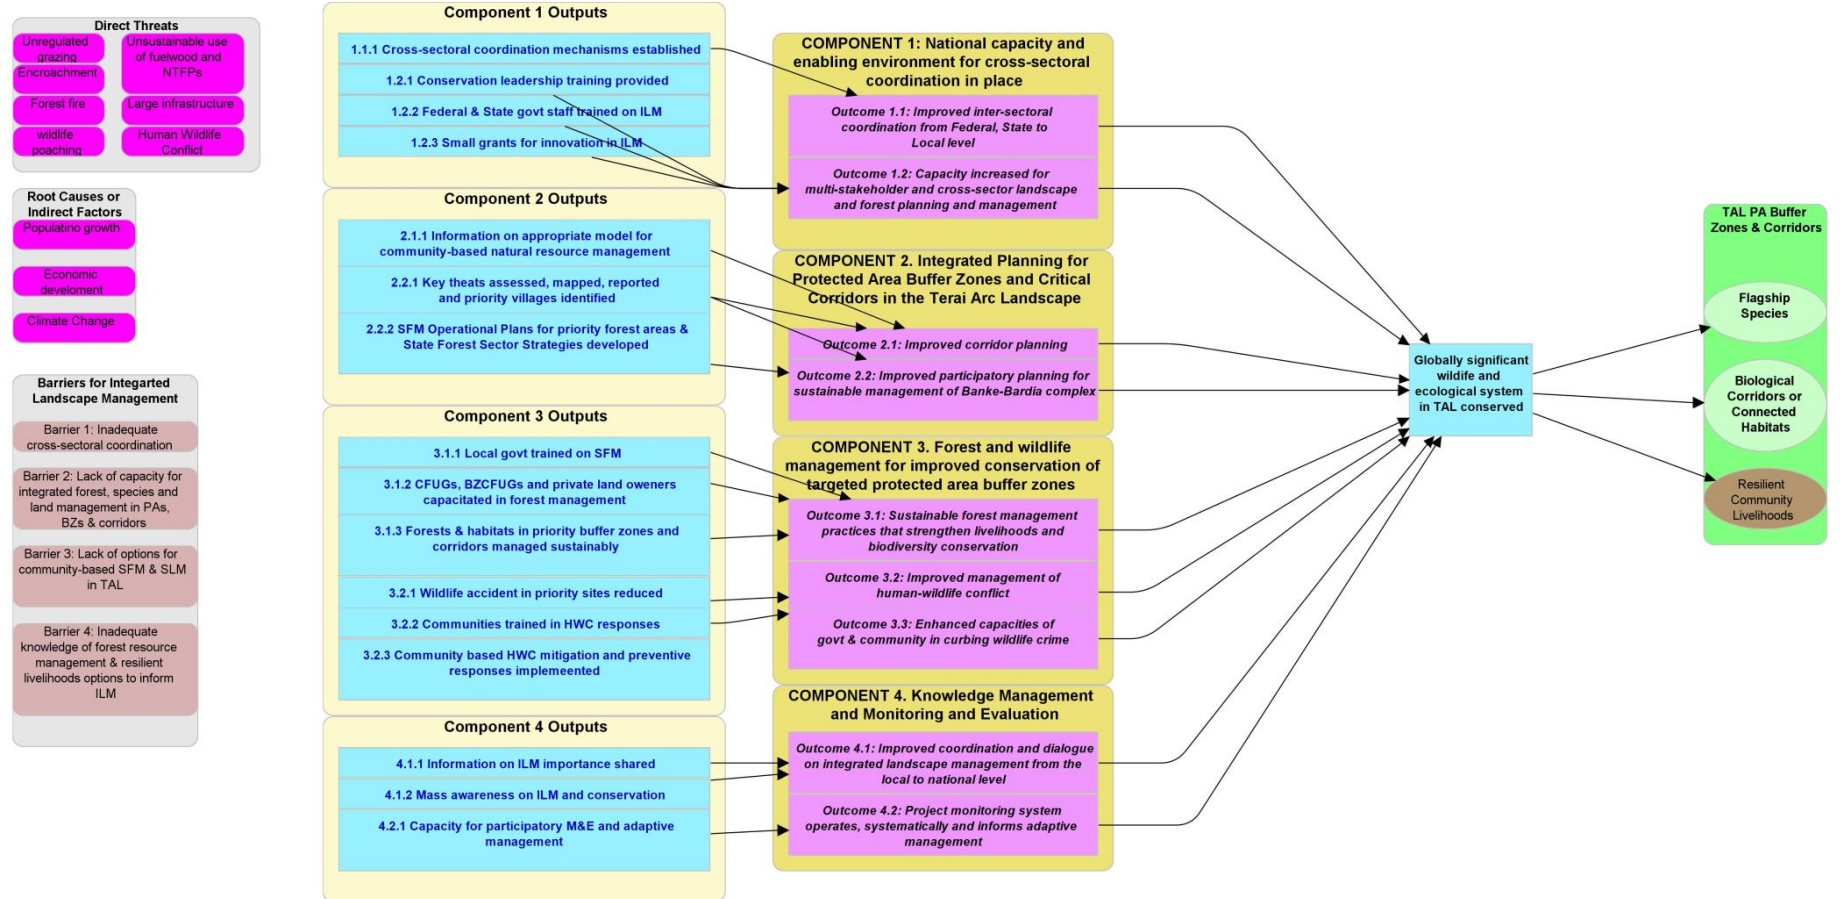 Direct Threats
Unregulated
grazing
Encroachment
Forest fire
wildlife
poaching
Unsustainable use
of fuelwood and
NTFPs
Large infrastructure
Human Wildlife
Conflict
Root Causes or
Indirect Factors
Populatino growth
Economic
develoment
Climate Change
Barriers for Integarted
Landscape Management
Barrier 1: Inadequate
cross-sectoral coordination
Barrier 2: Lack of capacity for
integrated forest, species and
land management in PAs,
BZs & corridors
Barrier 3: Lack of options for
community-based SFM & SLM
in TAL
Barrier 4: Inadequate
knowledge of forest resource
management & resilient
livelihoods options to inform
ILM
Component 1 Outputs
1.1.1 Cross-sectoral coordination mechanisms established
1.2.1 Conservation leadership training provided
1.2.2 Federal & State govt staff trained on ILM
1.2.3 Small grants for innovation in ILM
Component 2 Outputs
2.1.1 Information on appropriate model for
community-based natural resource management
2.2.1 Key theats assessed, mapped, reported
and priority villages identified
2.2.2 SFM Operational Plans for priority forest areas &
State Forest Sector Strategies developed
Component 3 Outputs
3.1.1 Local govt trained on SFM
3.1.2 CFUGs, BZCFUGs and private land oweners
capacitated in forest management
3.1.3 Forests & habitats in priority buffer zones and
corridors managed sustainably
3.2.1 Wildlife accident in priority sites reduced
3.2.2 Communities trained in HWC responses
3.2.3 Community based HWC mitigation and preventive
responses implemeented
Component 4 Outputs
4.1.1 Information on ILM importance shared
4.1.2 Mass awareness on ILM and conservation
4.2.1 Capacity for participatory M&E and adaptive
management
COMPONENT 1: National capacity and
enabling environment for cross-sectoral
coordination in place
Outcome 1.1: Improved inter-sectoral
coordination from Federal, State to
Local level
Outcome 1.2: Capacity increased for
multi-stakeholder and cross-sector landscape
and forest planning and management
COMPONENT 2. Integrated Planning for
Protected Area Buffer Zones and Critical
Corridors in the Terai Arc Landscape
Outcome 2.1: Improved corridor planning
Outcome 2.2: Improved participatory planning for
sustainable management of Banke-Bardia complex
COMPONENT 3. Forest and wildlife
management for improved conservation of
targeted protected area buffer zones
Outcome 3.1: Sustainable forest management
practices that strengthen livelihoods and
biodiversity conservation
Outcome 3.2: Improved management of
human-wildlife conflict
Outcome 3.3: Enhanced capacities of
govt & community in curbing wildlife crime
COMPONENT 4. Knowledge Management
and Monitoring and Evaluation
Outcome 4.1: Improved coordination and dialogue
on integrated landscape management from the
local to national level
Outcome 4.2: Project monitoring system
operates, systematically and informs adaptive
management
Globally significant
wildife and
ecological system
in TAL conserved
TAL PA Buffer
Zones & Corridors
Flagship
Species
Biological
Corridors or
Connected
Habitats
Resilient
Community
Livelihoods